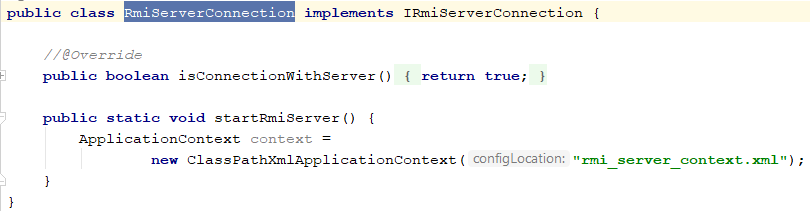 public class RmiServerConnection implements IRmiServerConnection {
//@Override
public boolean isConnectionWithServer() { return true; }
public static void startRmiServer() {
ApplicationContext context =
new ClassPathXmlApplicationContext( configLocation: "rmi_server_context.xml");
}
}